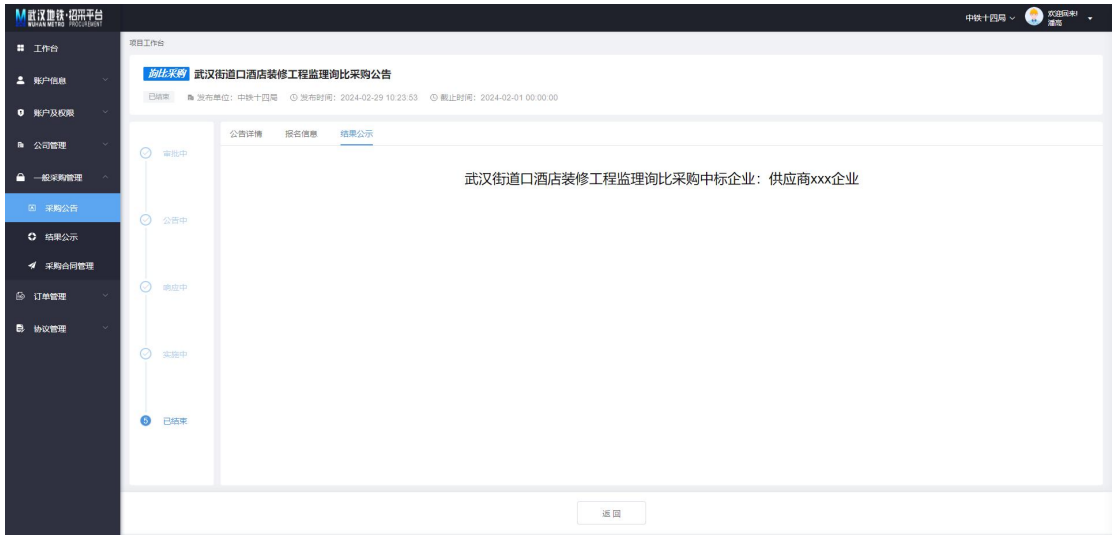 武汉地铁·招采平台
WUHAN METRO PROCUREMENT
中铁十四局
欢迎回来!
工作台
账户信息
账户及权限
公司管理
一般采购管理
采购公告
结果公示
采购合同管理
订单管理
协议管理
项目工作台
询比采购 武汉街道口酒店装修工程监理询比采购公告
已结束 发布单位：中铁十四局 发布时间：2024-02-29 10:23:53 截止时间：2024-02-01 00:00:00
审批中
公告中
响应中
实施中
5 已结束
公告详情 报名信息 结果公示
武汉街道口酒店装修工程监理询比采购中标企业：供应商xxx企业
返回